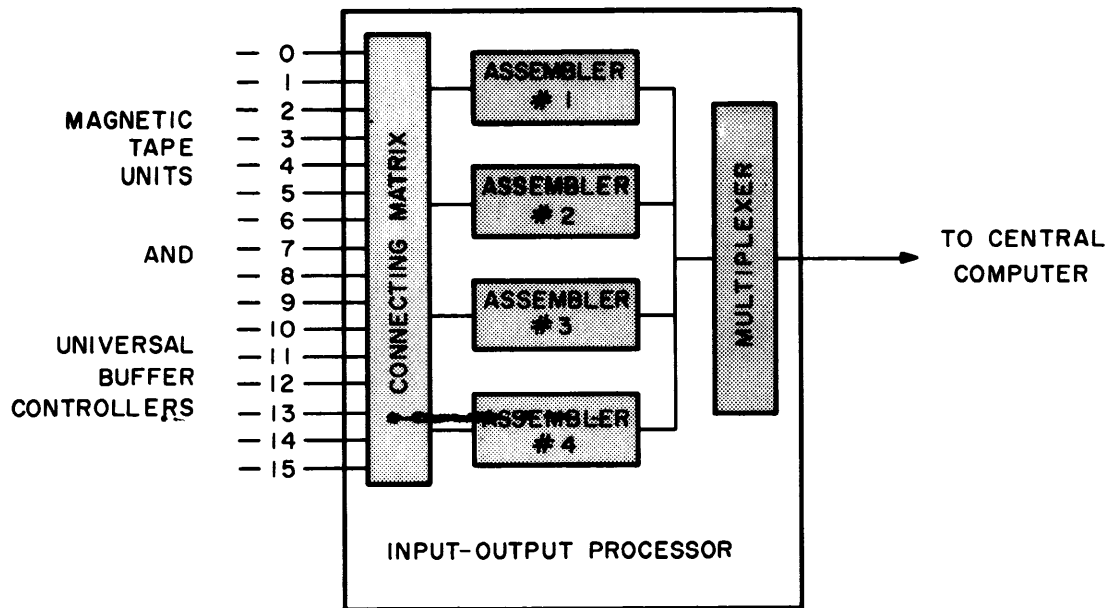 MAGNETIC
TAPE
UNITS
AND
UNIVERSAL
BUFFER
CONTROLLERS
— 0
— 1
— 2
— 3
— 4
— 5
— 6
— 7
— 8
— 9
— 10
— 11
— 12
— 13
— 14
— 15
CONNECTING MATRIX
ASSEMBLER
# 1
ASSEMBLER
# 2
ASSEMBLER
# 3
ASSEMBLER
# 4
MULTIPLEXER
TO CENTRAL
COMPUTER
INPUT-OUTPUT PROCESSOR